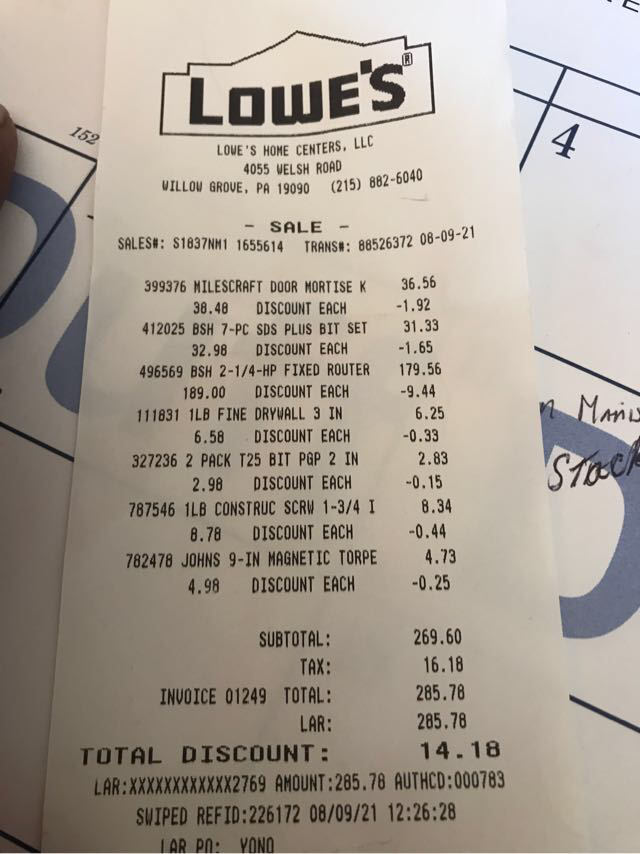 152
4
LOWE'S®
LOWE'S HOME CENTERS, LLC
4055 WELSH ROAD
WILLOW GROVE, PA 19090 (215) 882-6040
- SALE -
SALES#: S1837NM1 1655614 TRANS#: 88526372 08-09-21
399376 MILESCRAFT DOOR MORTISE K 36.56
38.48 DISCOUNT EACH -1.92
412025 BSH 7-PC SDS PLUS BIT SET 31.33
32.98 DISCOUNT EACH -1.65
496569 BSH 2-1/4-HP FIXED ROUTER 179.56
189.00 DISCOUNT EACH -9.44
111831 1LB FINE DRYWALL 3 IN 6.25
6.58 DISCOUNT EACH -0.33
327236 2 PACK T25 BIT PGP 2 IN 2.83
2.98 DISCOUNT EACH -0.15
787546 1LB CONSTRUC SCRW 1-3/4 I 8.34
8.78 DISCOUNT EACH -0.44
782478 JOHNS 9-IN MAGNETIC TORPE 4.73
4.98 DISCOUNT EACH -0.25
SUBTOTAL: 269.60
TAX: 16.18
INVOICE 01249 TOTAL: 285.78
LAR: 285.78
TOTAL DISCOUNT: 14.18
LAR:XXXXXXXXXXXX2769 AMOUNT:285.78 AUTHCD:000783
SWIPED REFID:226172 08/09/21 12:26:28
LAR PO: YONO